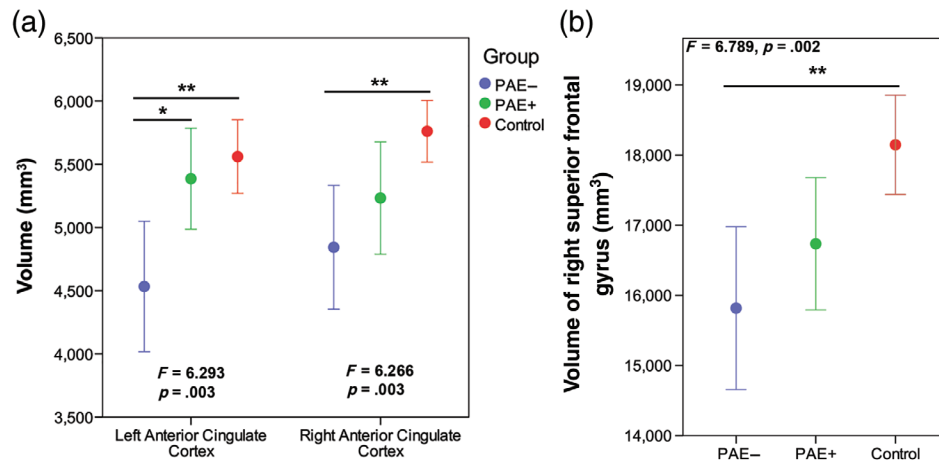 (a)
6,500
6,000
5,500
5,000
4,500
4,000
3,500
Volume (mm³)
**
*
**
F = 6.293
p = .003
F = 6.266
p = .003
Left Anterior Cingulate
Cortex
Right Anterior Cingulate
Cortex
Group
PAE–
PAE+
Control
(b)
F = 6.789, p = .002
**
19,000
18,000
17,000
16,000
15,000
14,000
Volume of right superior frontal
gyrus (mm³)
PAE–
PAE+
Control